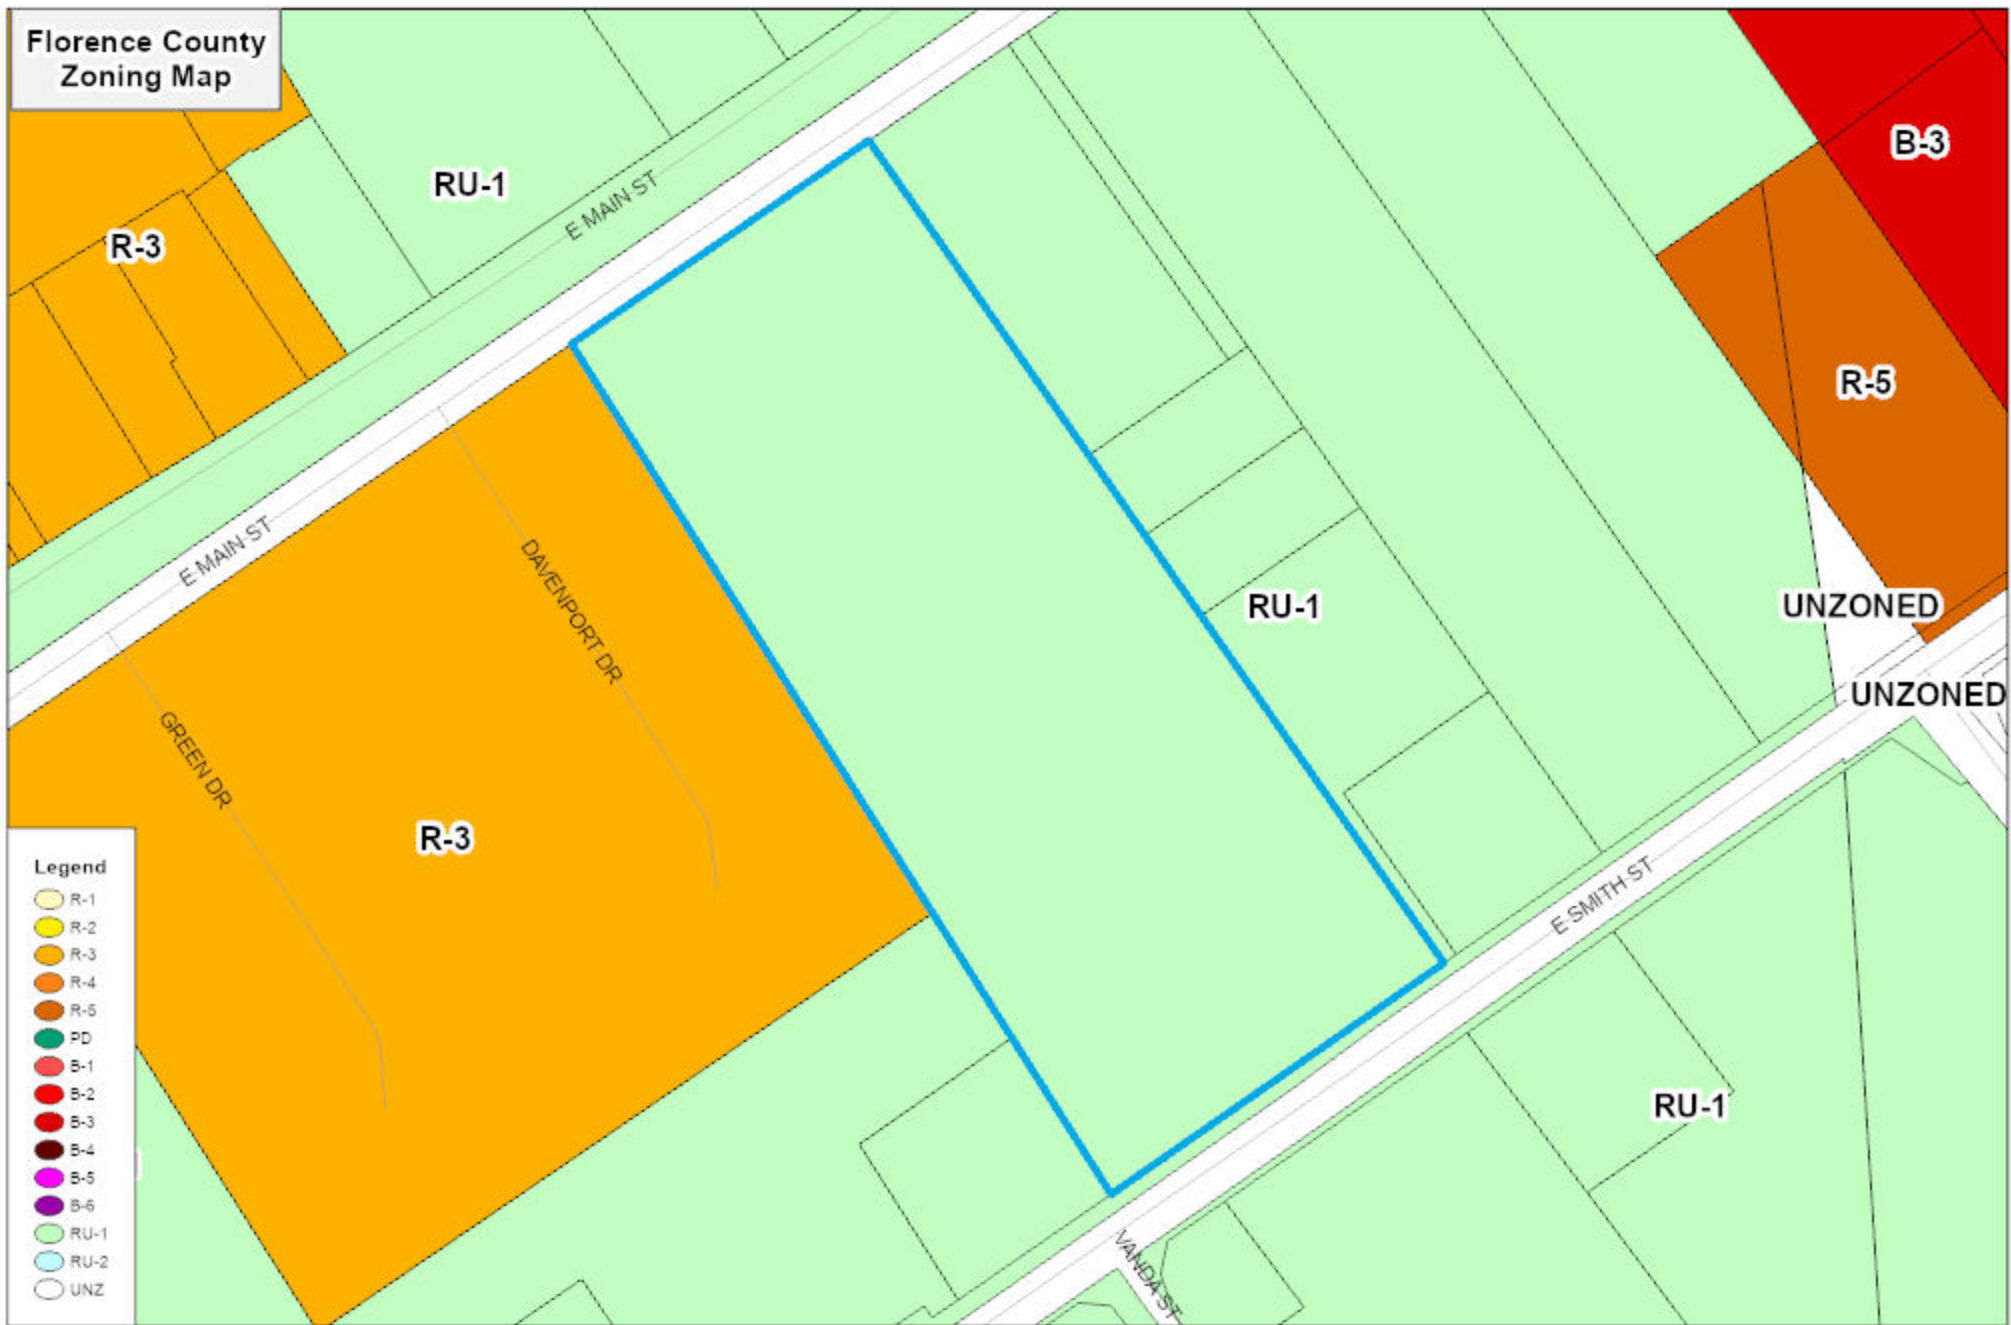 Florence County
Zoning Map
RU-1
B-3
E MAIN ST
R-3
R-5
E MAIN ST
DAVENPORT DR
RU-1
UNZONED
UNZONED
GREEN DR
R-3
E SMITH ST
RU-1
VANDA ST
Legend
R-1
R-2
R-3
R-4
R-5
PD
B-1
B-2
B-3
B-4
B-5
B-6
RU-1
RU-2
UNZ